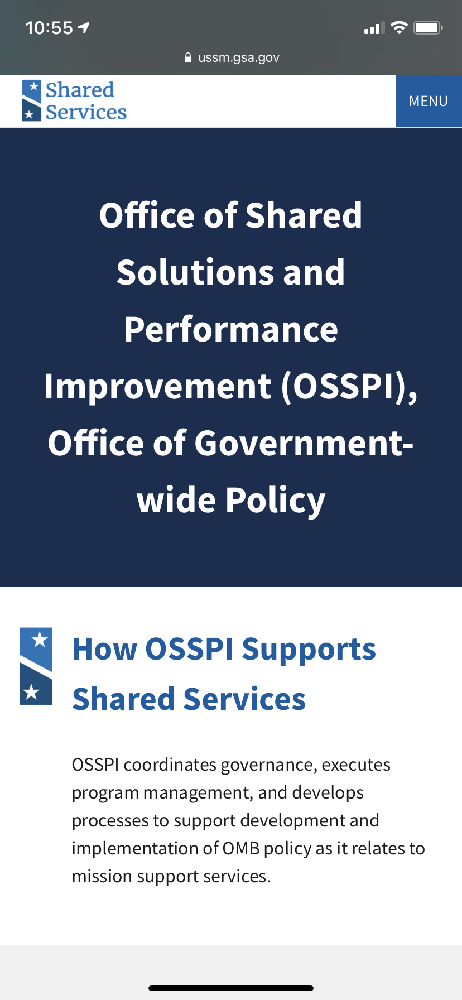 10:55
ussm.gsa.gov
Shared
Services
MENU
Office of Shared
Solutions and
Performance
Improvement (OSSPI),
Office of Government-
wide Policy
How OSSPI Supports
Shared Services
OSSPI coordinates governance, executes
program management, and develops
processes to support development and
implementation of OMB policy as it relates to
mission support services.